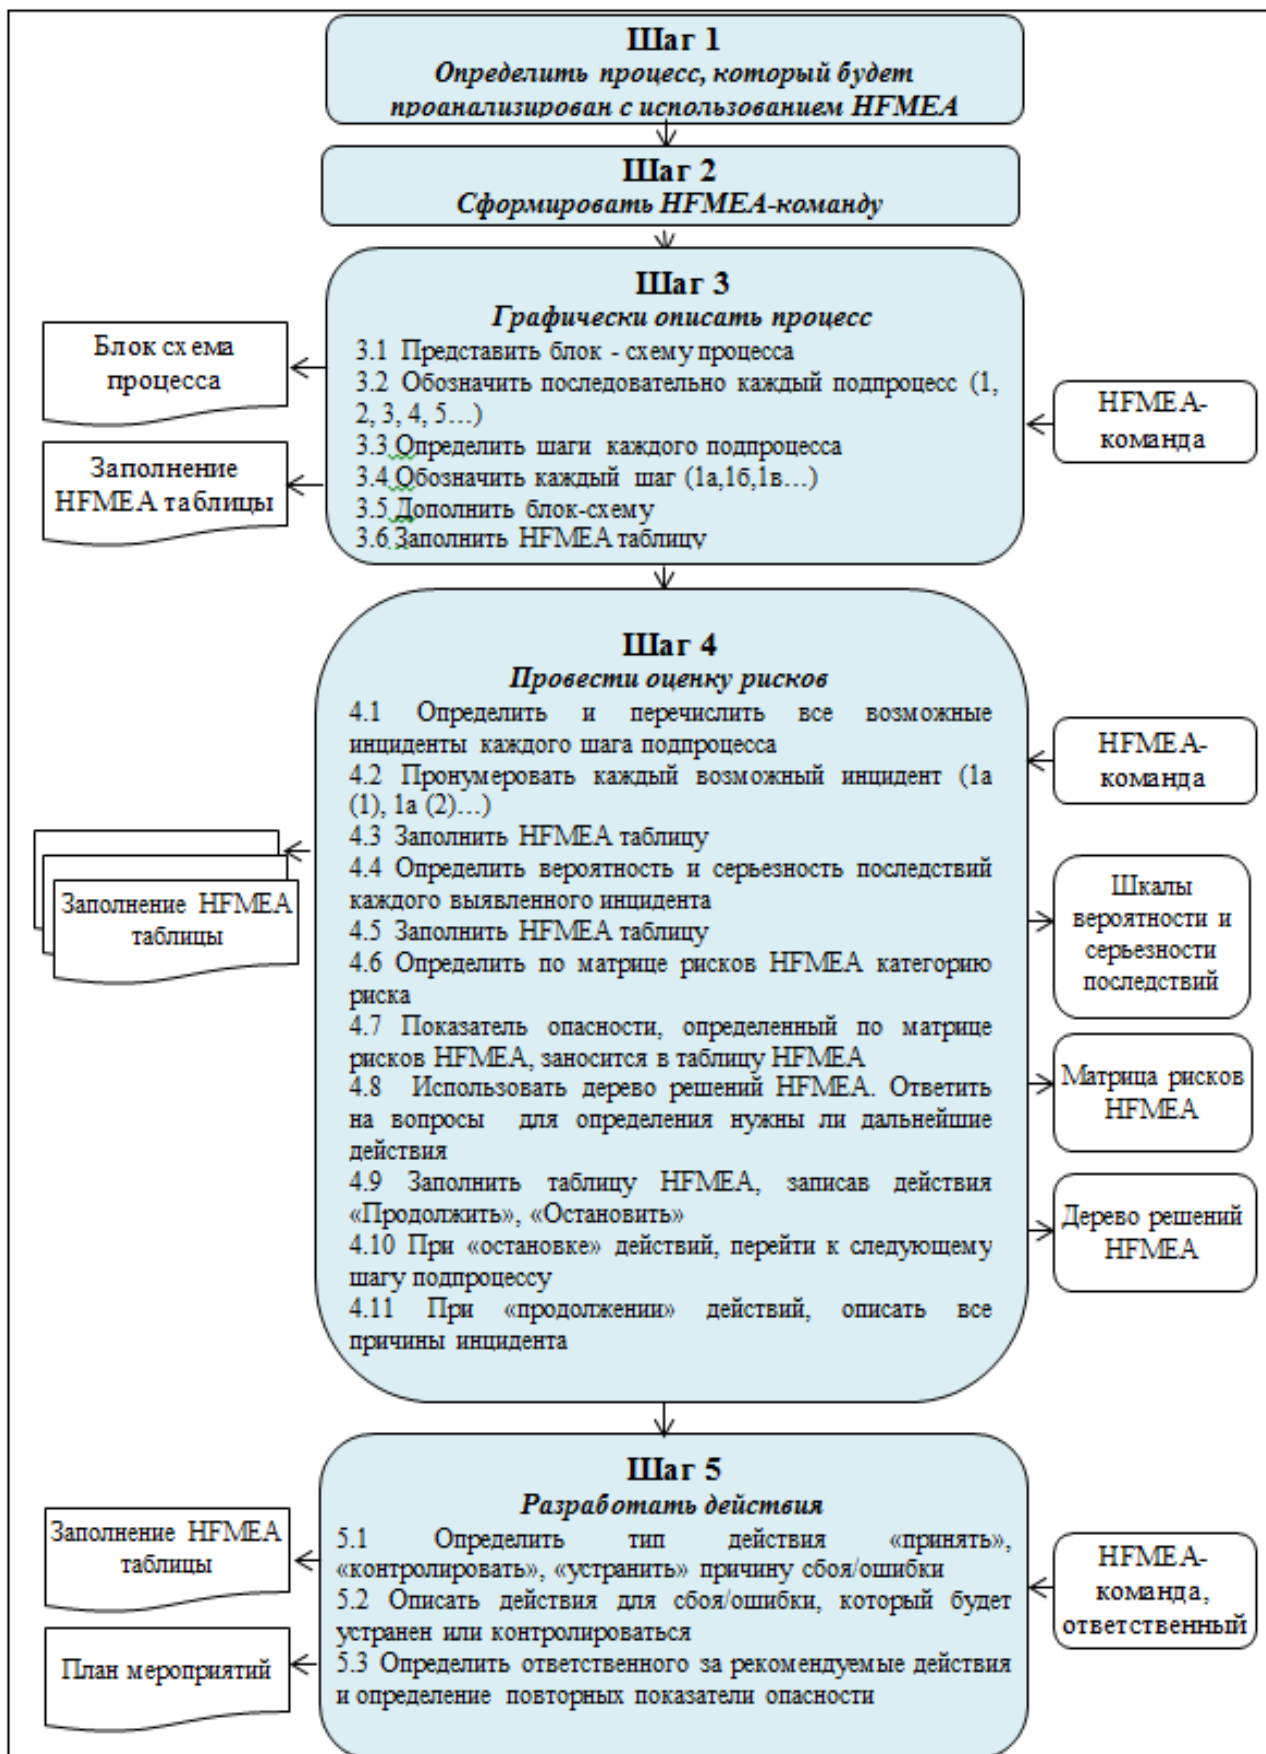 Шаг 1
Определить процесс, который будет
проанализирован с использованием HFMEA
Шаг 2
Сформировать HFMEA-команду
Шаг 3
Графически описать процесс
3.1 Представить блок - схему процесса
3.2 Обозначить последовательно каждый подпроцесс (1,
2, 3, 4, 5…)
3.3 Определить шаги каждого подпроцесса
3.4 Обозначить каждый шаг (1а,1б,1в…)
3.5 Дополнить блок-схему
3.6 Заполнить HFMEA таблицу
Блок схема
процесса
Заполнение
HFMEA таблицы
HFMEA-
команда
Шаг 4
Провести оценку рисков
4.1 Определить и перечислить все возможные
инциденты каждого шага подпроцесса
4.2 Пронумеровать каждый возможный инцидент (1а
(1), 1а (2)…)
4.3 Заполнить HFMEA таблицу
4.4 Определить вероятность и серьезность последствий
каждого выявленного инцидента
4.5 Заполнить HFMEA таблицу
4.6 Определить по матрице рисков HFMEA категорию
риска
4.7 Показатель опасности, определенный по матрице
рисков HFMEA, заносится в таблицу HFMEA
4.8 Использовать дерево решений HFMEA. Ответить
на вопросы для определения нужны ли дальнейшие
действия
4.9 Заполнить таблицу HFMEA, записав действия
«Продолжить», «Остановить»
4.10 При «остановке» действий, перейти к следующему
шагу подпроцессу
4.11 При «продолжении» действий, описать все
причины инцидента
Заполнение HFMEA
таблицы
HFMEA-
команда
Шкалы
вероятности и
серьезности
последствий
Матрица рисков
HFMEA
Дерево решений
HFMEA
Шаг 5
Разработать действия
5.1 Определить тип действия «принять»,
«контролировать», «устранить» причину сбоя/ошибки
5.2 Описать действия для сбоя/ошибки, который будет
устранен или контролироваться
5.3 Определить ответственного за рекомендуемые действия
и определение повторных показатели опасности
Заполнение HFMEA
таблицы
План мероприятий
HFMEA-
команда,
ответственный